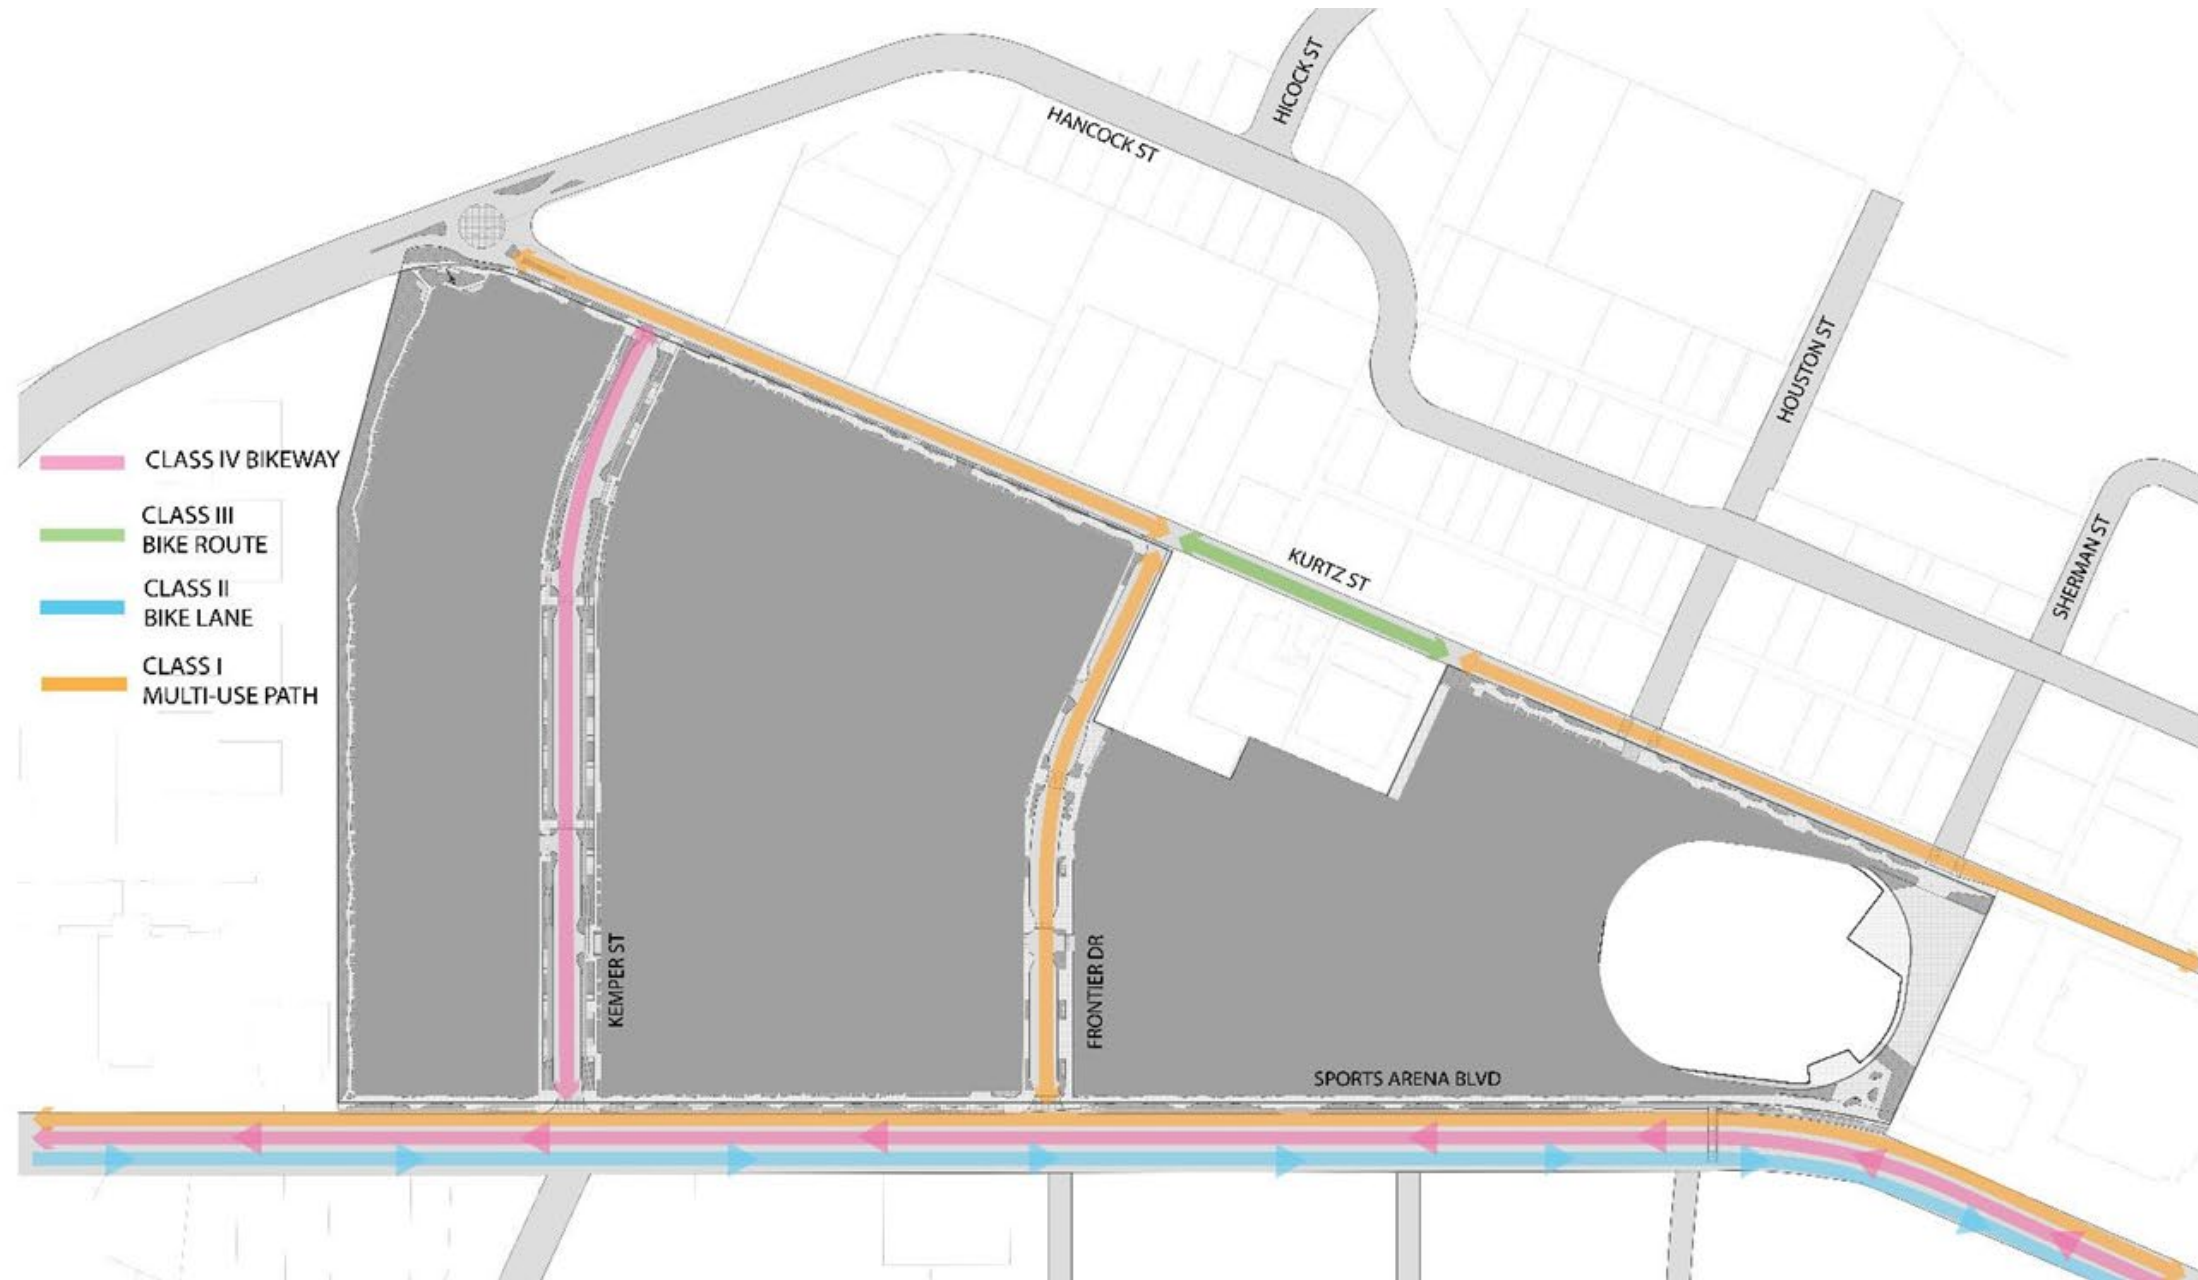 HICOCK ST
HANCOCK ST
HOUSTON ST
CLASS IV BIKEWAY
CLASS III
BIKE ROUTE
CLASS II
BIKE LANE
CLASS I
MULTI-USE PATH
KURTZ ST
SHERMAN ST
KEMPER ST
FRONTIER DR
SPORTS ARENA BLVD